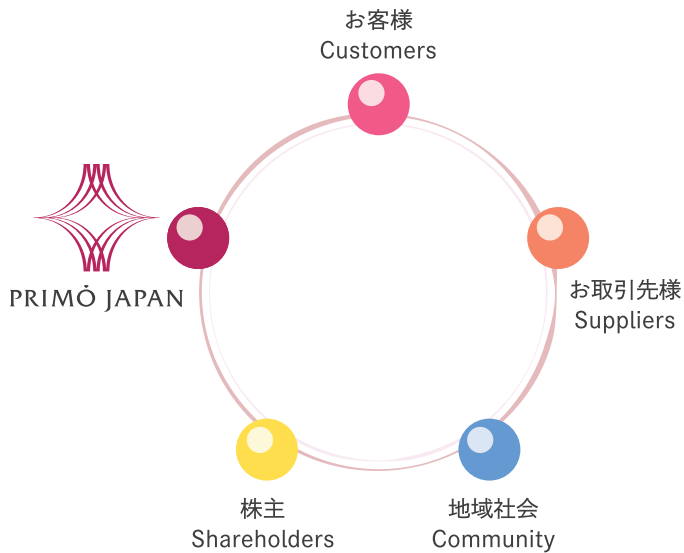 お客様
Customers
PRIMO JAPAN
お取引先様
Suppliers
株主
Shareholders
地域社会
Community